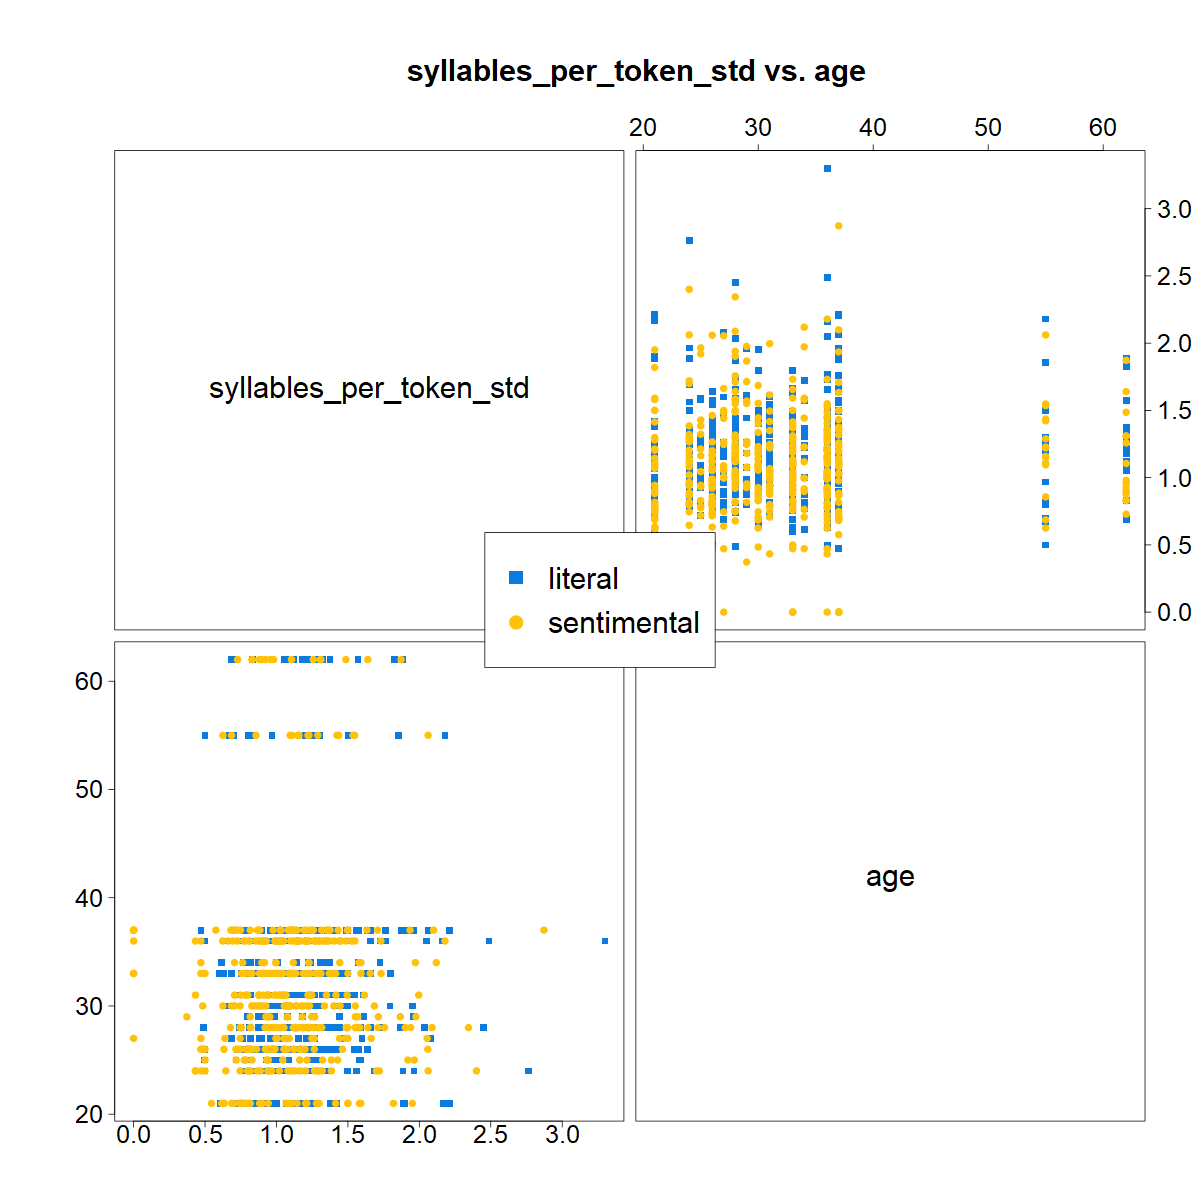 syllables_per_token_std vs. age
20 30 40 50 60
syllables_per_token_std
3.0
2.5
2.0
1.5
1.0
0.5
0.0
literal
sentimental
60
50
40
30
20
age
0.0 0.5 1.0 1.5 2.0 2.5 3.0